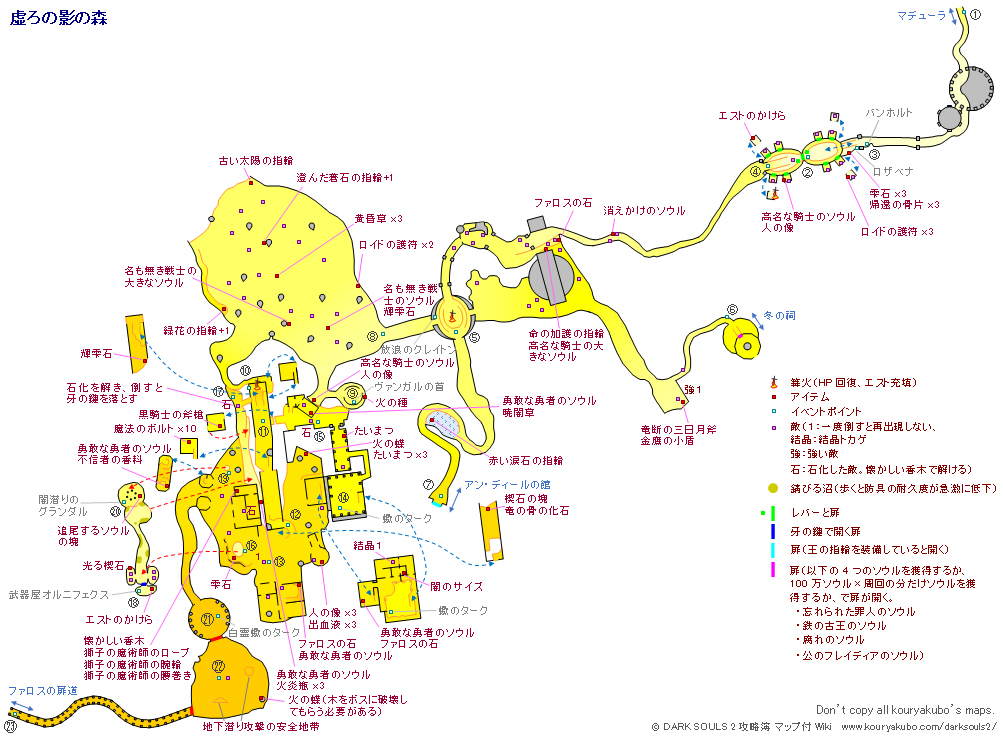 虚ろの影の森
マデューラ
①
エストのかけら
バンホルト
③
②
④
ロザベナ
雫石 ×3
帰還の骨片 ×3
高名な騎士のソウル
人の像
ロイドの護符 ×3
古い太陽の指輪
澄んだ蒼石の指輪+1
黄昏草 ×3
ロイドの護符 ×2
ファロスの石
消えかけのソウル
名も無き戦士の
大きなソウル
名も無き戦
士のソウル
輝雫石
緑花の指輪+1
⑧
⑤
放浪のクレイトン
命の加護の指輪
高名な騎士の大
きなソウル
⑥
冬の祠
輝雫石
高名な騎士のソウル
人の像
⑩
ヴァンガルの首
⑨
火の種
石化を解き、倒すと
牙の鍵を落とす
⑰
石
黒騎士の斧槍
魔法のボルト ×10
⑪
石
⑮
勇敢な勇者のソウル
暁闇草
たいまつ
火の蝶
たいまつ ×3
強1
竜断の三日月斧
金鷹の小盾
赤い涙石の指輪
勇敢な勇者のソウル
不信者の香料
⑲
⑦
アン・ディールの館
闇潜りの
グランダル
⑳
追尾するソウル
の塊
⑭
蠍のターク
石
⑫
楔石の塊
竜の骨の化石
結晶1
⑯
1
⑬
光る楔石
雫石
闇のサイズ
武器屋オルニフェクス
⑱
エストのかけら
人の像 ×3
出血液 ×3
蠍のターク
㉑
白霊蠍のターク
ファロスの石
勇敢な勇者のソウル
勇敢な勇者のソウル
ファロスの石
懐かしい香木
獅子の魔術師のローブ
獅子の魔術師の腕輪
獅子の魔術師の腰巻き
㉒
勇敢な勇者のソウル
火炎瓶 ×3
火の蝶(木をボスに破壊し
てもらう必要がある)
ファロスの扉道
㉓
地下潜り攻撃の安全地帯
篝火(HP回復、エスト充填)
アイテム
イベントポイント
敵(1:一度倒すと再出現しない、
結晶:結晶トカゲ
強:強い敵
石:石化した敵。懐かしい香木で解ける)
錆びる沼(歩くと防具の耐久度が急激に低下)
レバーと扉
牙の鍵で開く扉
扉(王の指輪を装備していると開く)
扉(以下の4つのソウルを獲得するか、
100万ソウル×周回の分だけソウルを獲
得するか、で扉が開く。
・忘れられた罪人のソウル
・鉄の古王のソウル
・腐れのソウル
・公のフレイディアのソウル)
Don't copy all kouryakubo's maps.
© DARK SOULS 2 攻略簿 マップ付 Wiki www.kouryakubo.com/darksouls2/